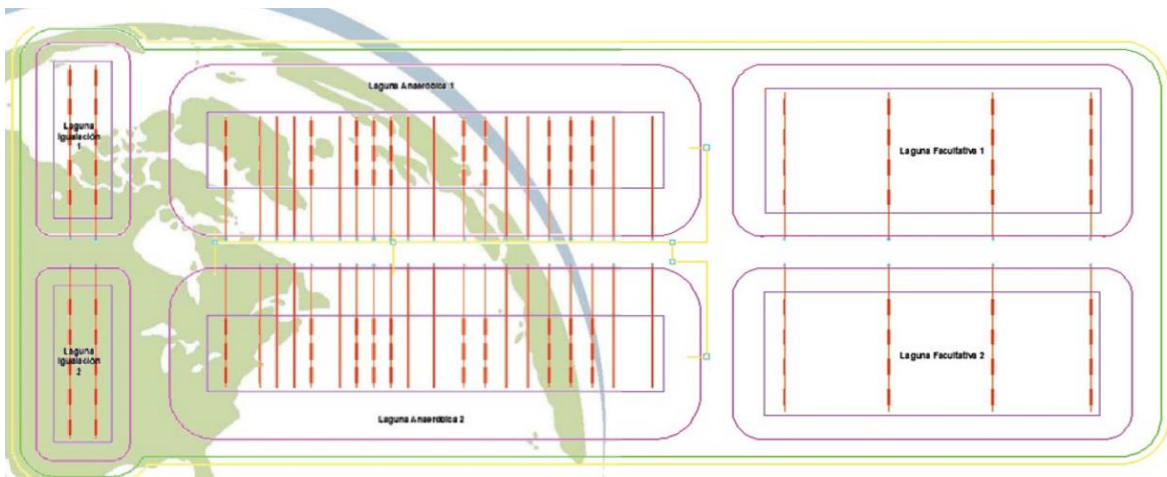 Laguna Anaeróbica 1
Laguna
Igualación
1
Laguna Facultativa 1
Laguna
Igualación
2
Laguna Facultativa 2
Laguna Anaeróbica 2